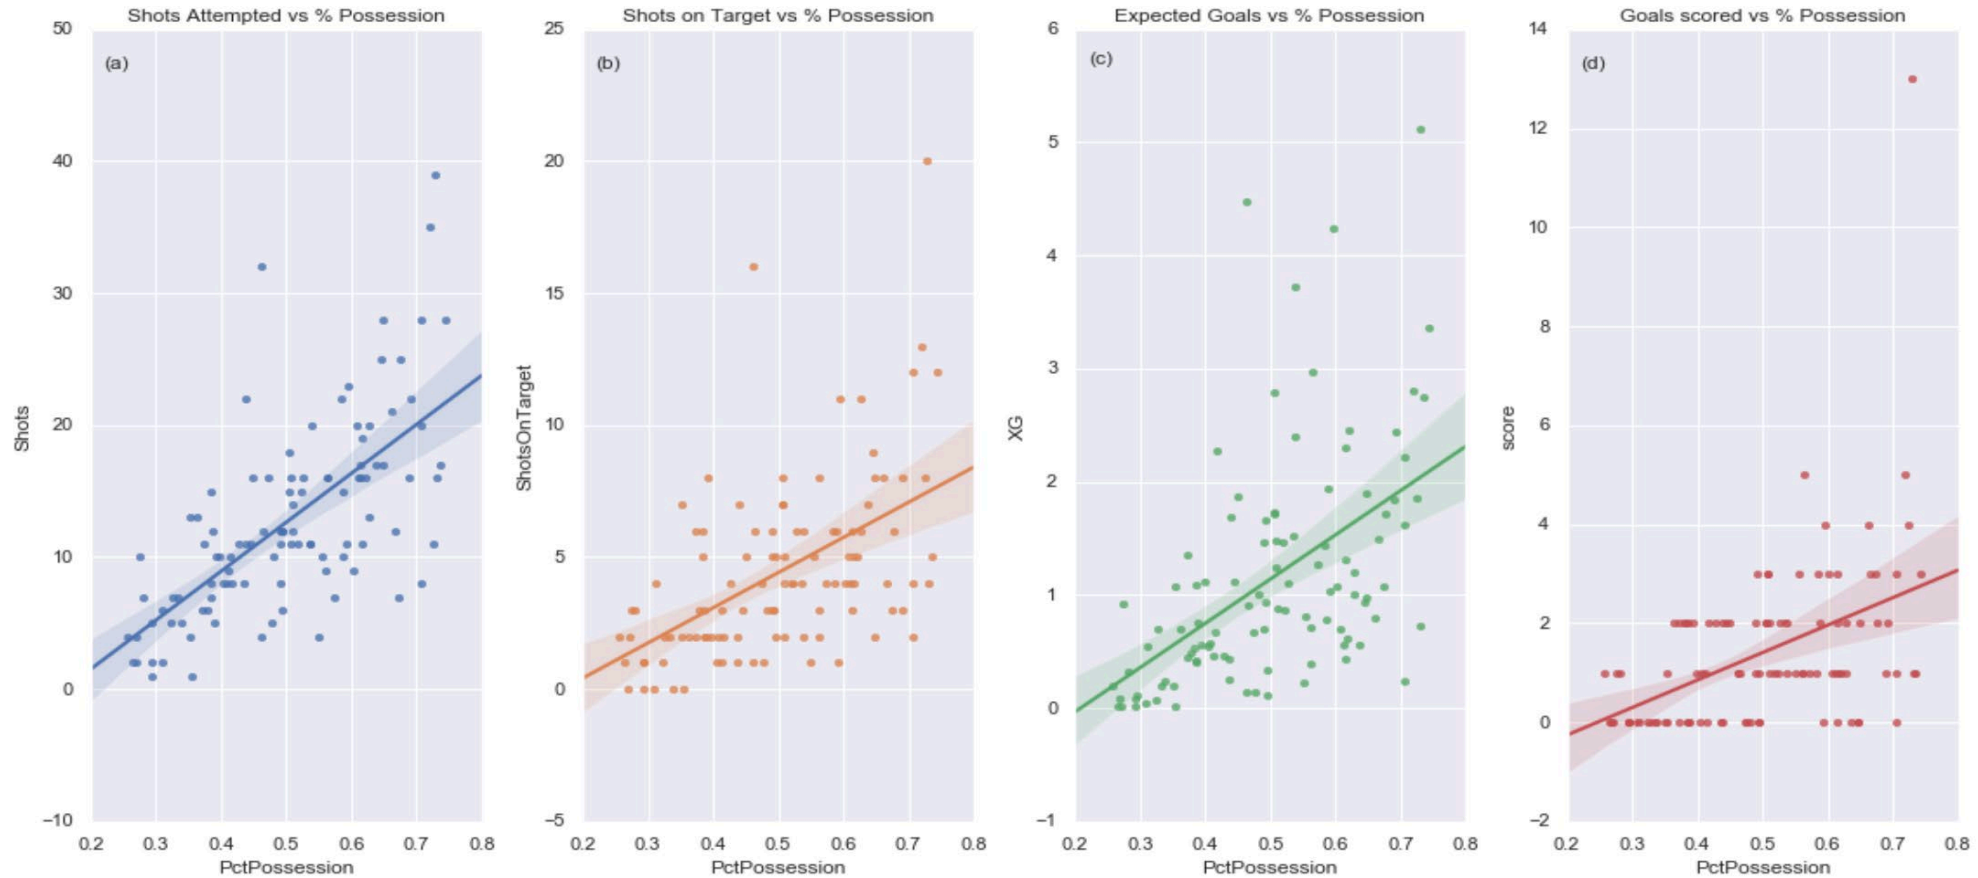 Shots Attempted vs % Possession
(a)
50
40
30
20
10
0
−10
Shots
0.2 0.3 0.4 0.5 0.6 0.7 0.8
PctPossession
Shots on Target vs % Possession
(b)
25
20
15
10
5
0
−5
ShotsOnTarget
0.2 0.3 0.4 0.5 0.6 0.7 0.8
PctPossession
Expected Goals vs % Possession
(c)
6
5
4
3
2
1
0
−1
XG
0.2 0.3 0.4 0.5 0.6 0.7 0.8
PctPossession
Goals scored vs % Possession
(d)
14
12
10
8
6
4
2
0
−2
score
0.2 0.3 0.4 0.5 0.6 0.7 0.8
PctPossession